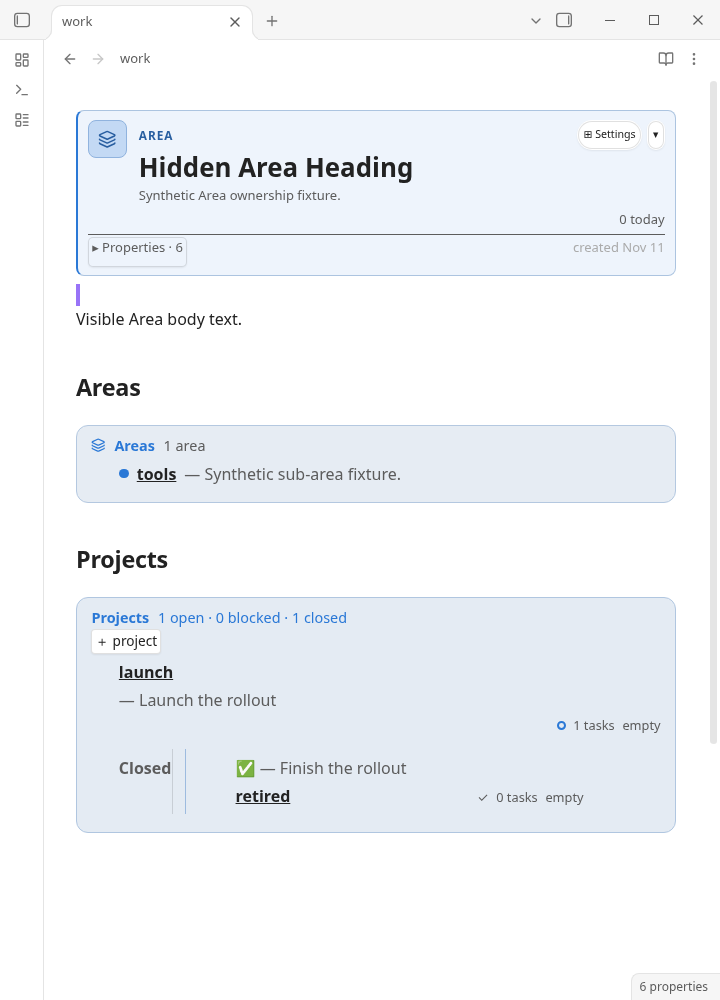 work
work
AREA
⊞ Settings
▾
Hidden Area Heading
Synthetic Area ownership fixture.
0 today
▸ Properties · 6
created Nov 11
Visible Area body text.
Areas
Areas 1 area
tools — Synthetic sub-area fixture.
Projects
Projects 1 open · 0 blocked · 1 closed
+ project
launch
— Launch the rollout
1 tasks empty
Closed
✅ — Finish the rollout
retired
✓ 0 tasks empty
6 properties